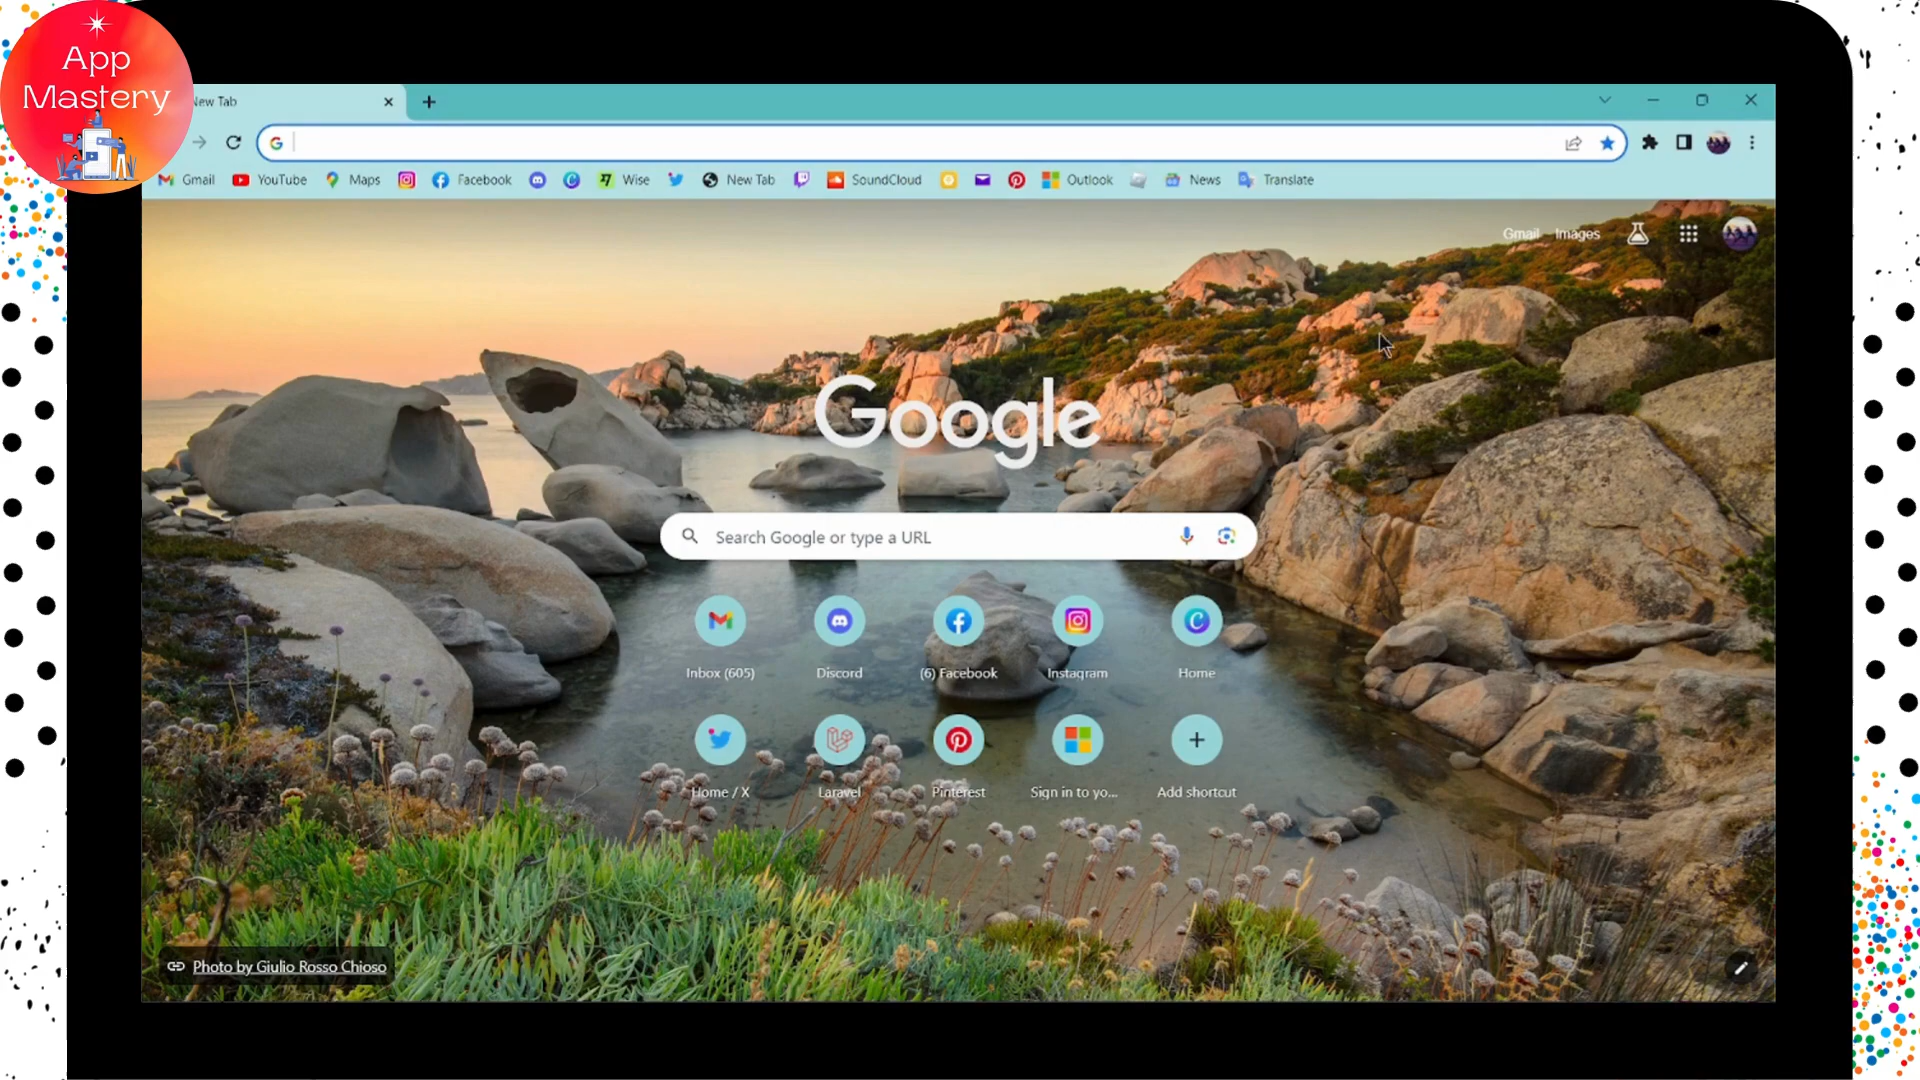 App
Mastery
New Tab
Gmail YouTube Maps Facebook Wise New Tab SoundCloud Outlook News Translate
Gmail Images
Google
Search Google or type a URL
Inbox (605) Discord (6) Facebook Instagram Home
Home / X Laravel Pinterest Sign in to yo... Add shortcut
Photo by Giulio Rosso Chioso